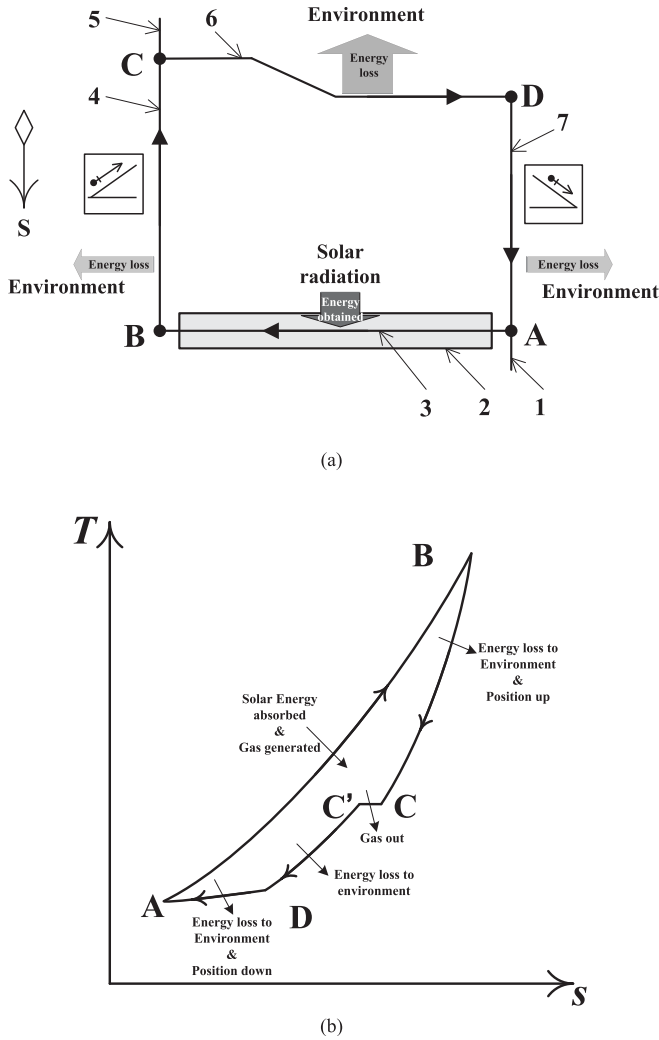 5
6
Environment
Energy
loss
C
D
4
7
S
Energy loss
Environment
Solar
radiation
Energy
obtained
Energy loss
Environment
B
A
3
2
1
(a)
T
B
Energy loss to
Environment
&
Position up
Solar Energy
absorbed
&
Gas generated
C'
C
Gas out
Energy loss to
environment
A
D
Energy loss to
Environment
&
Position down
s
(b)